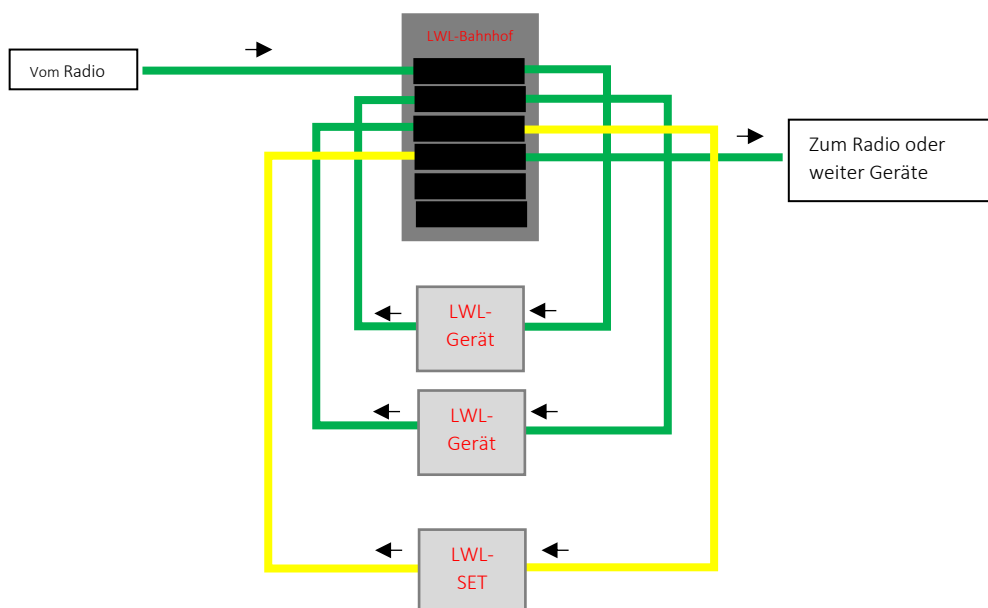 LWL-Bahnhof
Vom Radio
Zum Radio oder
weiter Geräte
LWL-
Gerät
LWL-
Gerät
LWL-
SET